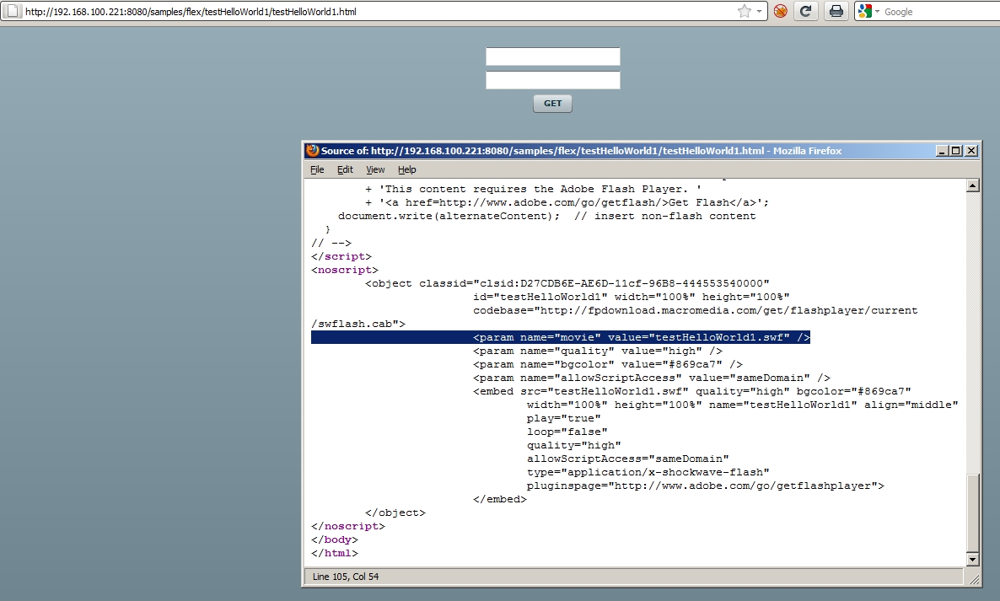 http://192.168.100.221:8080/samples/flex/testHelloWorld1/testHelloWorld1.html
Google
GET
Source of: http://192.168.100.221:8080/samples/flex/testHelloWorld1/testHelloWorld1.html - Mozilla Firefox
File Edit View Help
+ 'This content requires the Adobe Flash Player. '
+ '<a href=http://www.adobe.com/go/getflash/>Get Flash</a>';
document.write(alternateContent);  // insert non-flash content
}
// -->
</script>
<noscript>
<object classid="clsid:D27CDB6E-AE6D-11cf-96B8-444553540000"
id="testHelloWorld1" width="100%" height="100%"
codebase="http://fpdownload.macromedia.com/get/flashplayer/current
/swflash.cab">
<param name="movie" value="testHelloWorld1.swf" />
<param name="quality" value="high" />
<param name="bgcolor" value="#869ca7" />
<param name="allowScriptAccess" value="sameDomain" />
<embed src="testHelloWorld1.swf" quality="high" bgcolor="#869ca7"
width="100%" height="100%" name="testHelloWorld1" align="middle"
play="true"
loop="false"
quality="high"
allowScriptAccess="sameDomain"
type="application/x-shockwave-flash"
pluginspage="http://www.adobe.com/go/getflashplayer">
</embed>
</object>
</noscript>
</body>
</html>
Line 105, Col 54